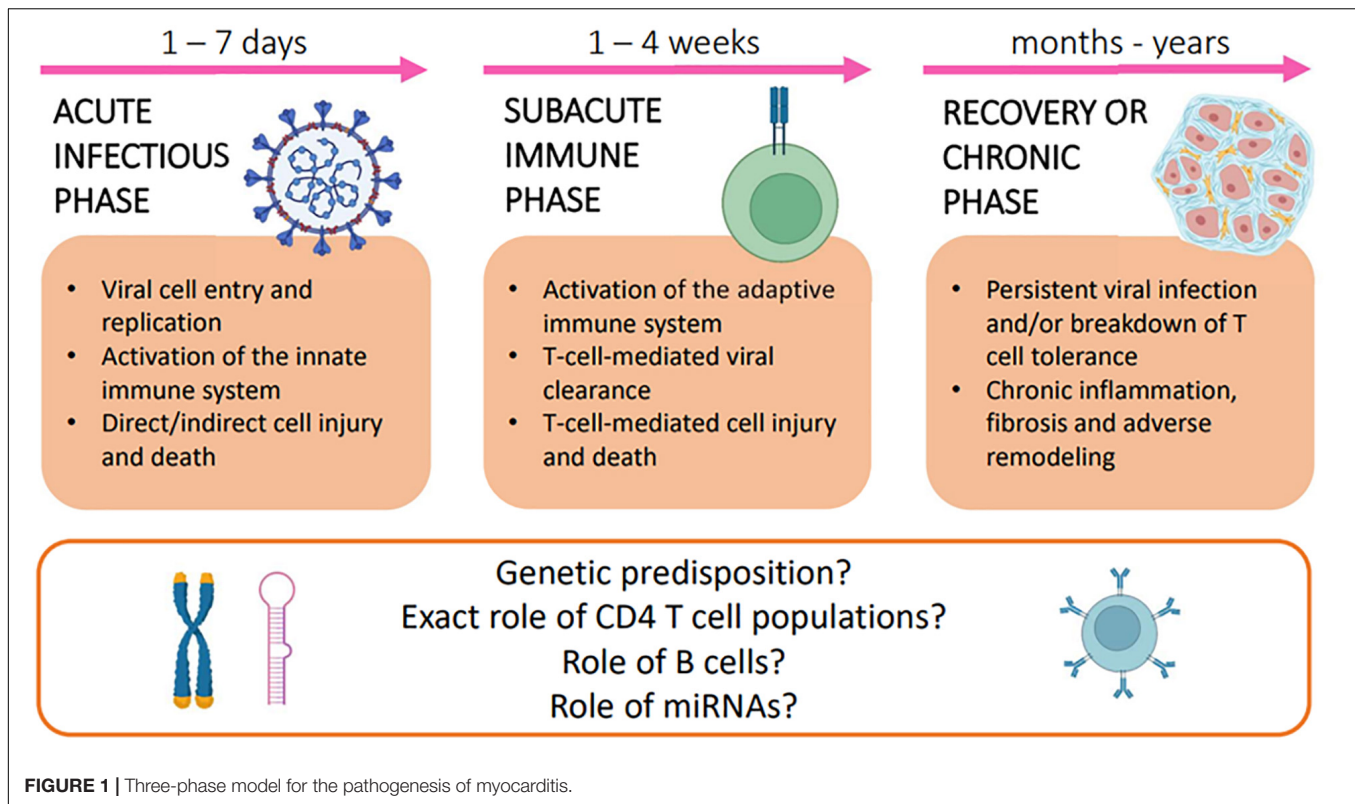 1 – 7 days
ACUTE
INFECTIOUS
PHASE
• Viral cell entry and
replication
• Activation of the innate
immune system
• Direct/indirect cell injury
and death
1 – 4 weeks
SUBACUTE
IMMUNE
PHASE
• Activation of the adaptive
immune system
• T-cell-mediated viral
clearance
• T-cell-mediated cell injury
and death
months - years
RECOVERY OR
CHRONIC
PHASE
• Persistent viral infection
and/or breakdown of T
cell tolerance
• Chronic inflammation,
fibrosis and adverse
remodeling
Genetic predisposition?
Exact role of CD4 T cell populations?
Role of B cells?
Role of miRNAs?
FIGURE 1 | Three-phase model for the pathogenesis of myocarditis.